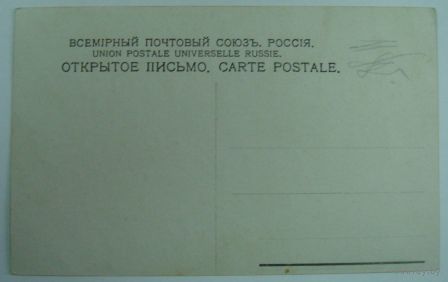 ВСЕМІРНЫЙ ПОЧТОВЫЙ СОЮЗЪ. РОССІЯ.
UNION POSTALE UNIVERSELLE RUSSIE.
ОТКРЫТОЕ ПИСЬМО. CARTE POSTALE.